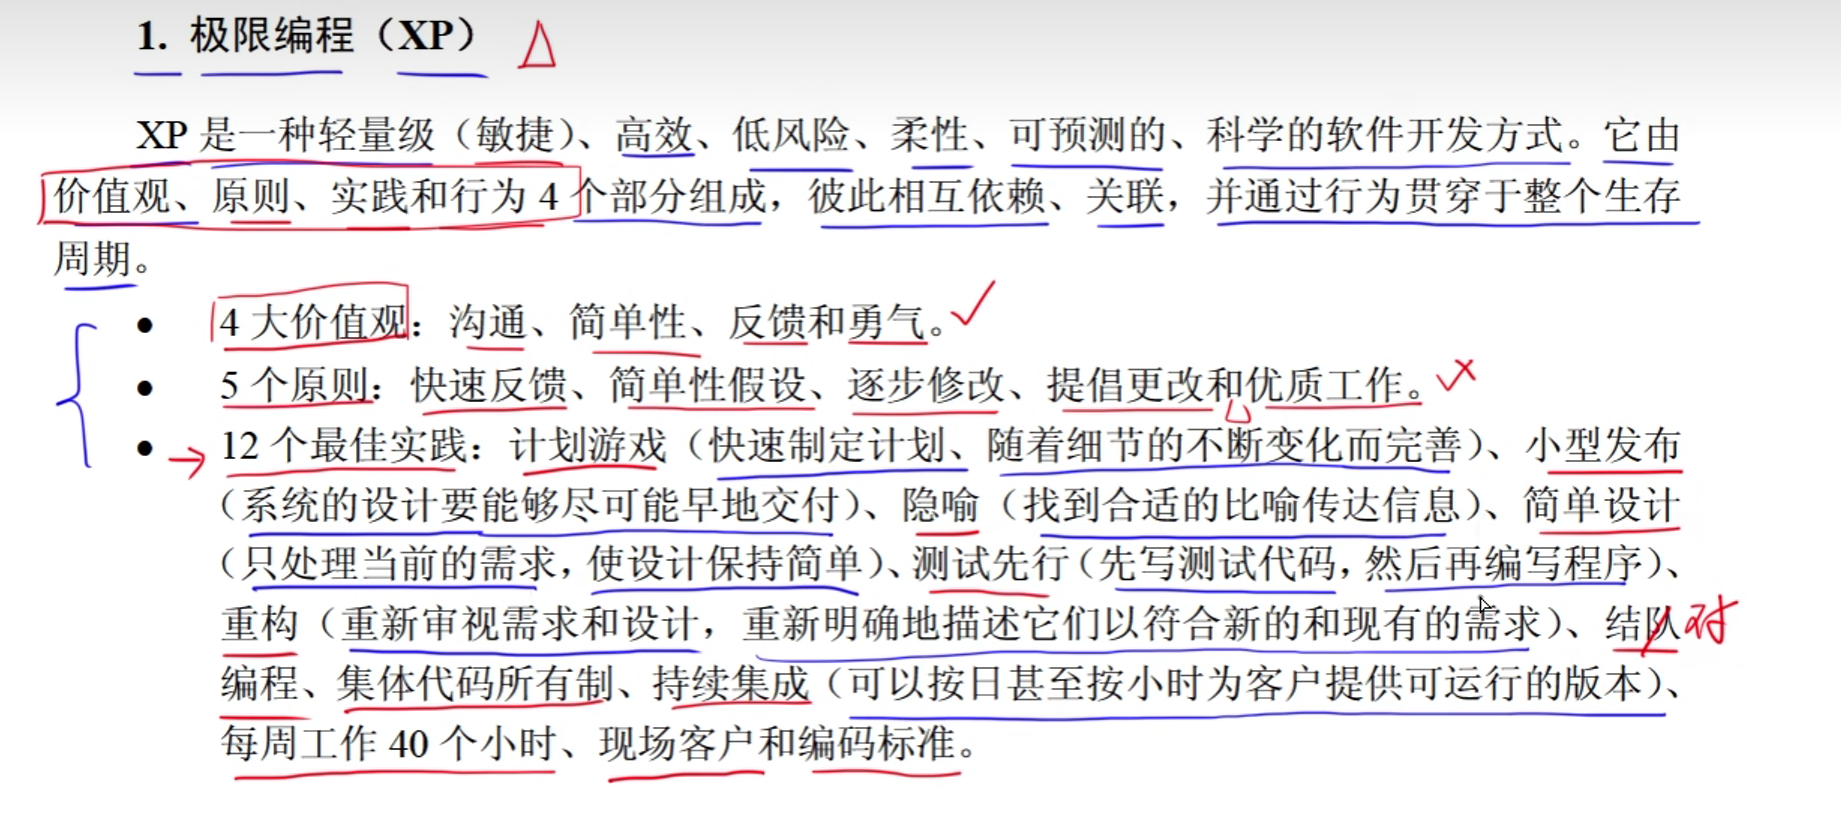 1. 极限编程（XP）
XP 是一种轻量级（敏捷）、高效、低风险、柔性、可预测的、科学的软件开发方式。它由
价值观、原则、实践和行为 4 个部分组成，彼此相互依赖、关联，并通过行为贯穿于整个生存
周期。
● 4 大价值观：沟通、简单性、反馈和勇气。
● 5 个原则：快速反馈、简单性假设、逐步修改、提倡更改和优质工作。
● 12 个最佳实践：计划游戏（快速制定计划、随着细节的不断变化而完善）、小型发布
（系统的设计要能够尽可能早地交付）、隐喻（找到合适的比喻传达信息）、简单设计
（只处理当前的需求，使设计保持简单）、测试先行（先写测试代码，然后再编写程序）、
重构（重新审视需求和设计，重新明确地描述它们以符合新的和现有的需求）、结队 对
编程、集体代码所有制、持续集成（可以按日甚至按小时为客户提供可运行的版本）、
每周工作 40 个小时、现场客户和编码标准。